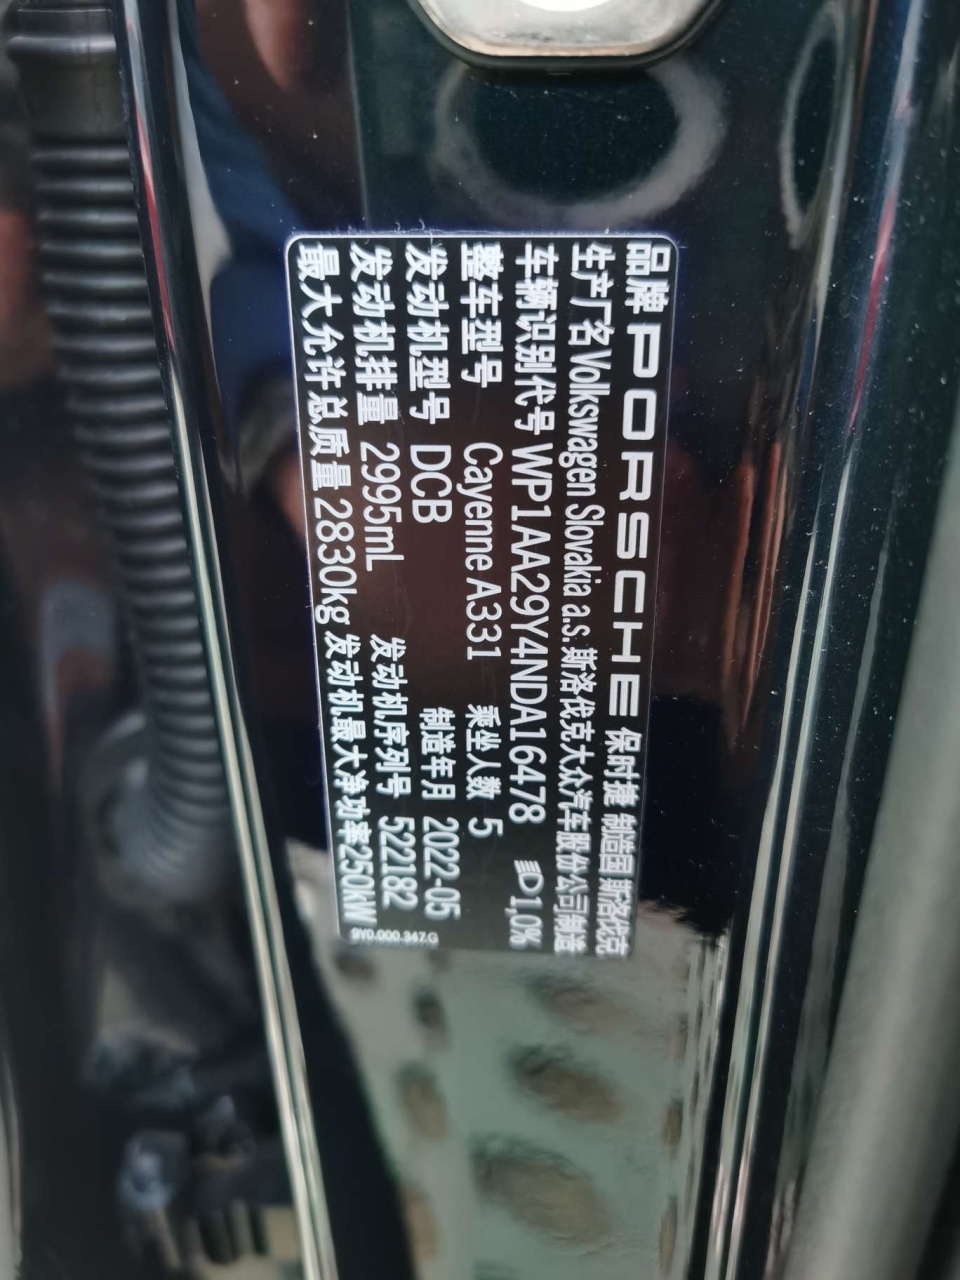 品牌 PORSCHE 保时捷 制造国 斯洛伐克
生产厂名 Volkswagen Slovakia a.s.斯洛伐克大众汽车股份公司制造
车辆识别代号 WP1AA29Y4NDA16478 1,0%
整车型号 Cayenne A331 乘坐人数 5
发动机型号 DCB 制造年月 2022-05
发动机排量 2995mL 发动机序列号 522182
最大允许总质量 2830kg 发动机最大净功率250kW
9Y0.000.347.G